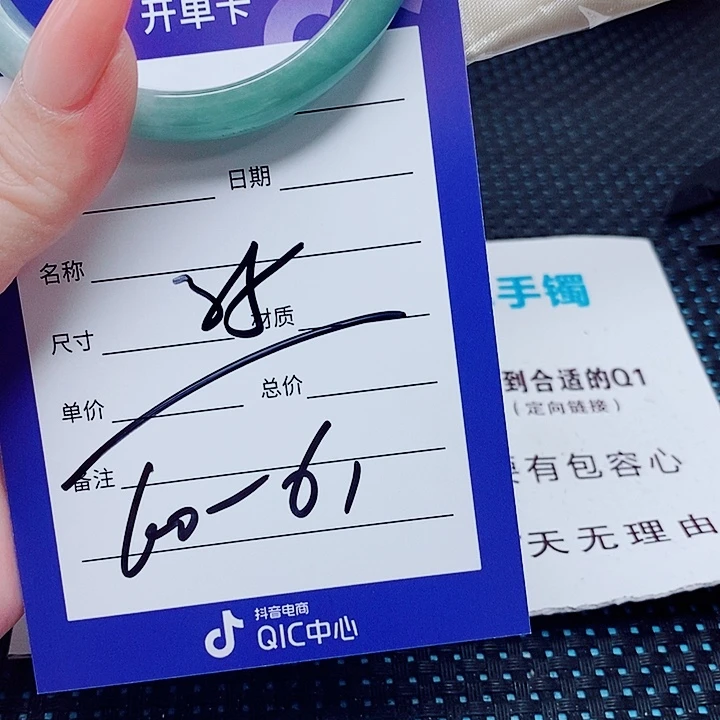 开单卡
日期
名称
尺寸 材质
单价 总价
备注
60-61
抖音电商
QIC中心
手镯
到合适的Q1
(定向链接)
有包容心
天无理由